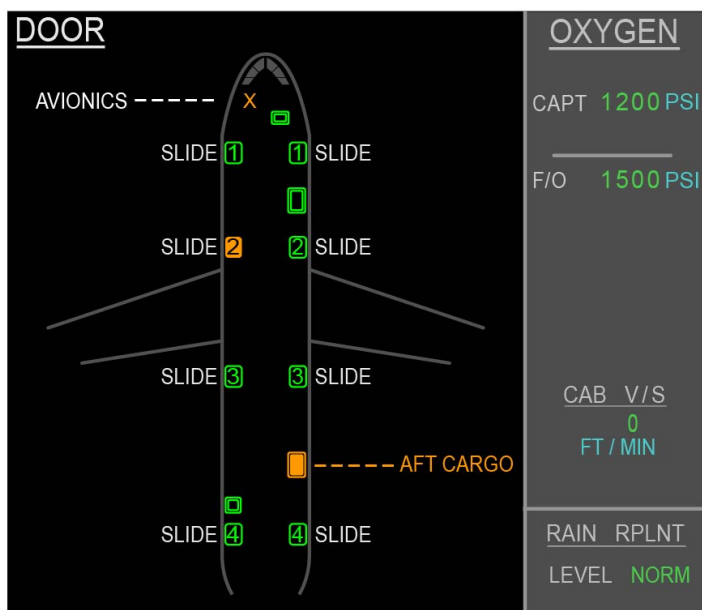 DOOR
OXYGEN
AVIONICS ----- X
CAPT 1200 PSI
SLIDE 1 1 SLIDE
F/O 1500 PSI
SLIDE 2 2 SLIDE
SLIDE 3 3 SLIDE
CAB V/S
0
FT / MIN
----- AFT CARGO
SLIDE 4 4 SLIDE
RAIN RPLNT
LEVEL NORM